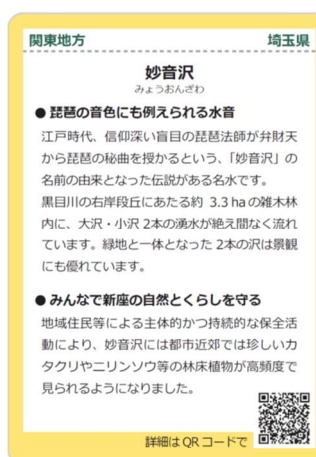 関東地方 埼玉県
妙音沢
みょうおんざわ
● 琵琶の音色にも例えられる水音
江戸時代、信仰深い盲目の琵琶法師が弁財天
から琵琶の秘曲を授かるという、「妙音沢」の
名前の由来となった伝説がある名水です。
黒目川の右岸段丘にあたる約 3.3 ha の雑木林
内に、大沢・小沢 2本の湧水が絶え間なく流れ
ています。緑地と一体となった 2本の沢は景観
にも優れています。
● みんなで新座の自然とくらしを守る
地域住民等による主体的かつ持続的な保全活
動により、妙音沢には都市近郊では珍しいカ
タクリやニリンソウ等の林床植物が高頻度で
見られるようになりました。
詳細は QR コードで